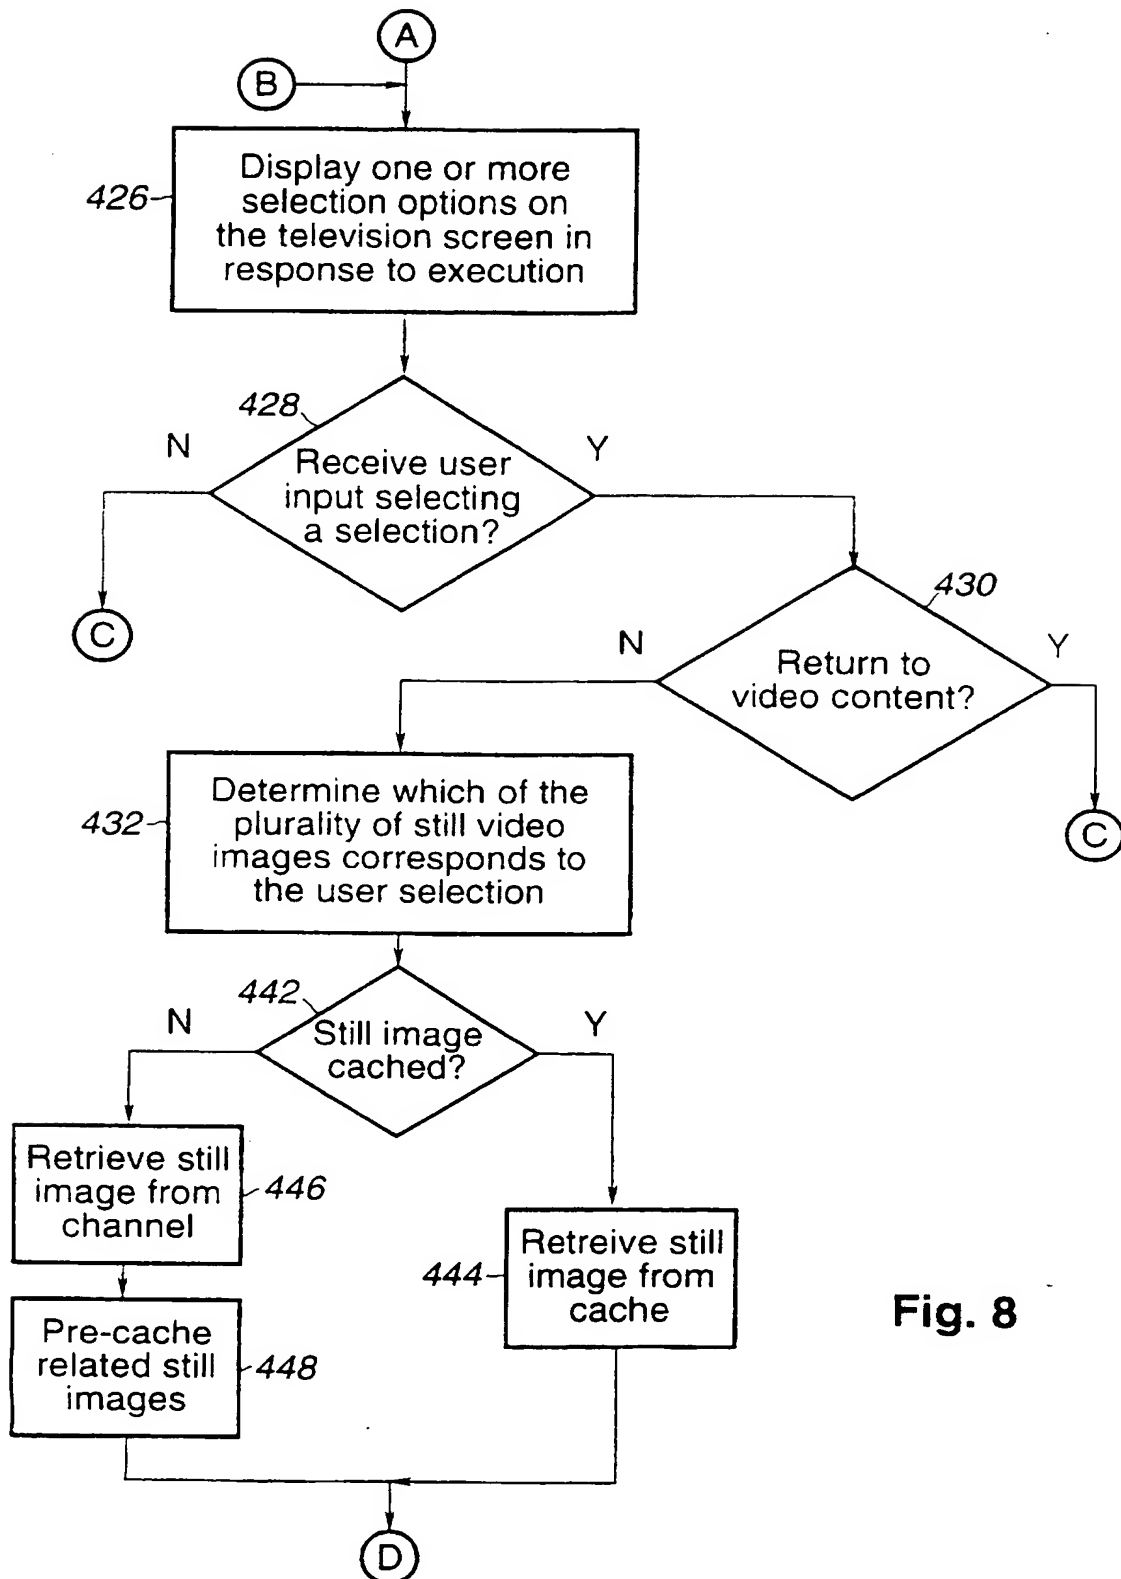 A
B
426
Display one or more
selection options on
the television screen in
response to execution
428
N
Y
Receive user
input selecting
a selection?
C
430
N
Y
Return to
video content?
C
432
Determine which of the
plurality of still video
images corresponds to
the user selection
442
N
Y
Still image
cached?
Retrieve still
image from
channel
446
444
Retreive still
image from
cache
Pre-cache
related still
images
448
Fig. 8
D